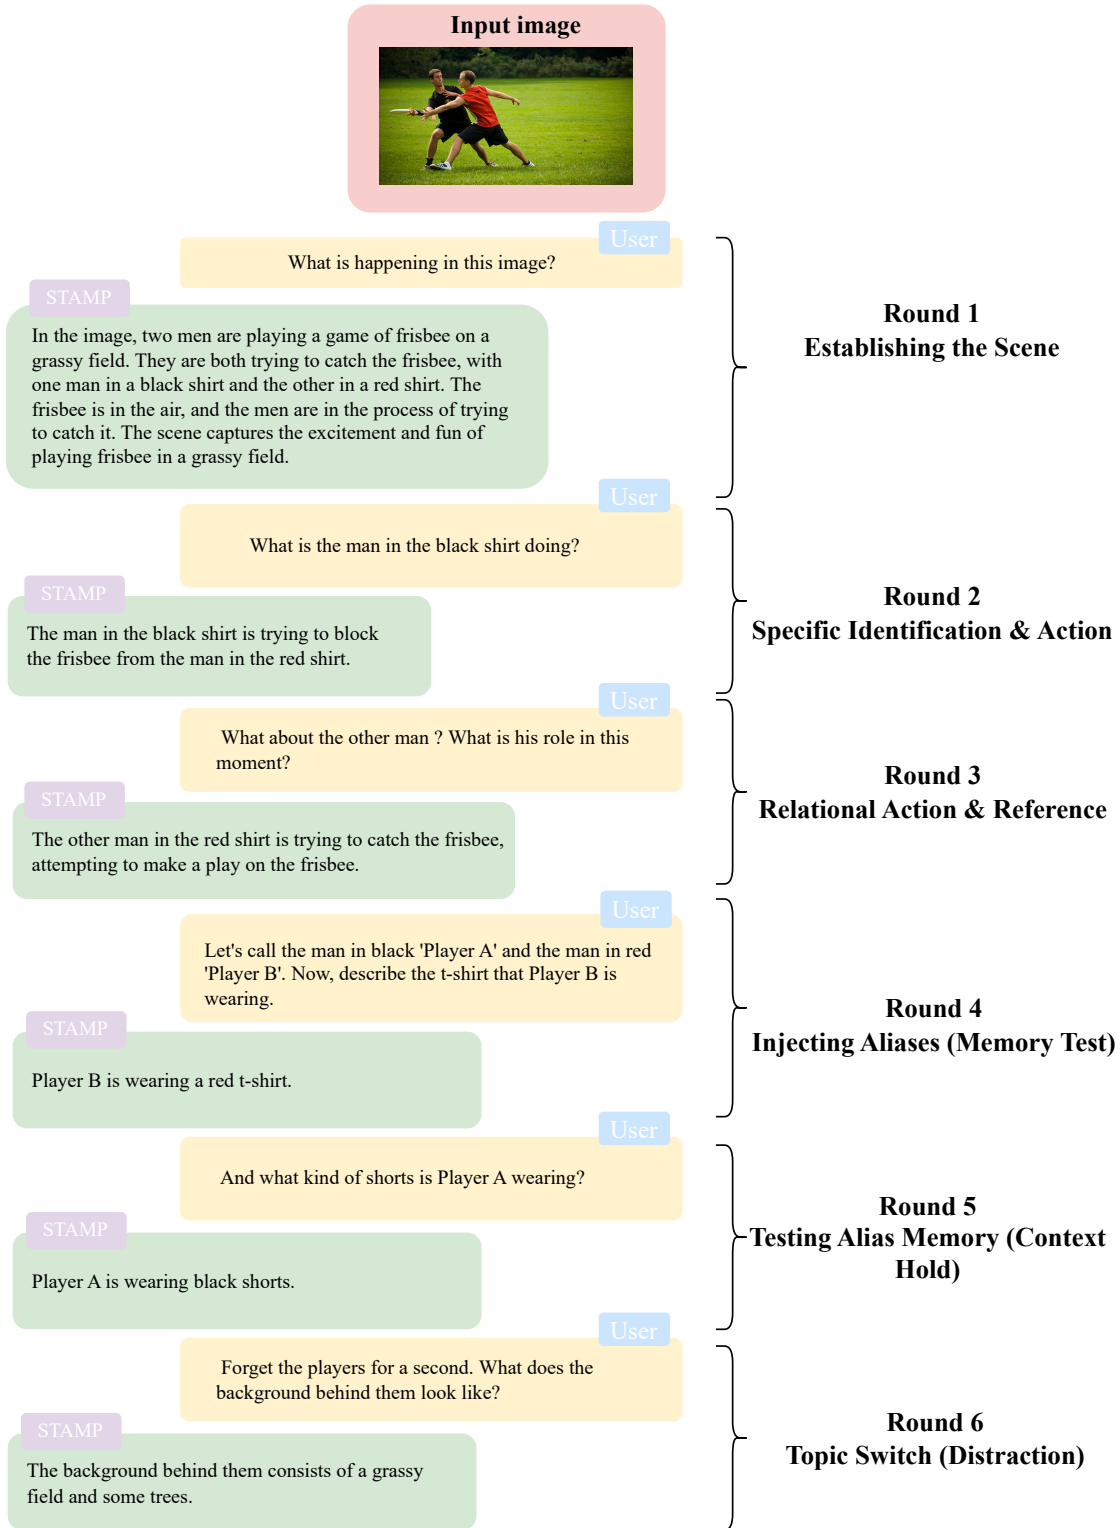 Input image
User
What is happening in this image?
STAMP
In the image, two men are playing a game of frisbee on a
grassy field. They are both trying to catch the frisbee, with
one man in a black shirt and the other in a red shirt. The
frisbee is in the air, and the men are in the process of trying
to catch it. The scene captures the excitement and fun of
playing frisbee in a grassy field.
Round 1
Establishing the Scene
User
What is the man in the black shirt doing?
STAMP
The man in the black shirt is trying to block
the frisbee from the man in the red shirt.
Round 2
Specific Identification & Action
User
What about the other man ? What is his role in this
moment?
STAMP
The other man in the red shirt is trying to catch the frisbee,
attempting to make a play on the frisbee.
Round 3
Relational Action & Reference
User
Let's call the man in black 'Player A' and the man in red
'Player B'. Now, describe the t-shirt that Player B is
wearing.
STAMP
Player B is wearing a red t-shirt.
Round 4
Injecting Aliases (Memory Test)
User
And what kind of shorts is Player A wearing?
STAMP
Player A is wearing black shorts.
Round 5
Testing Alias Memory (Context
Hold)
User
Forget the players for a second. What does the
background behind them look like?
STAMP
The background behind them consists of a grassy
field and some trees.
Round 6
Topic Switch (Distraction)